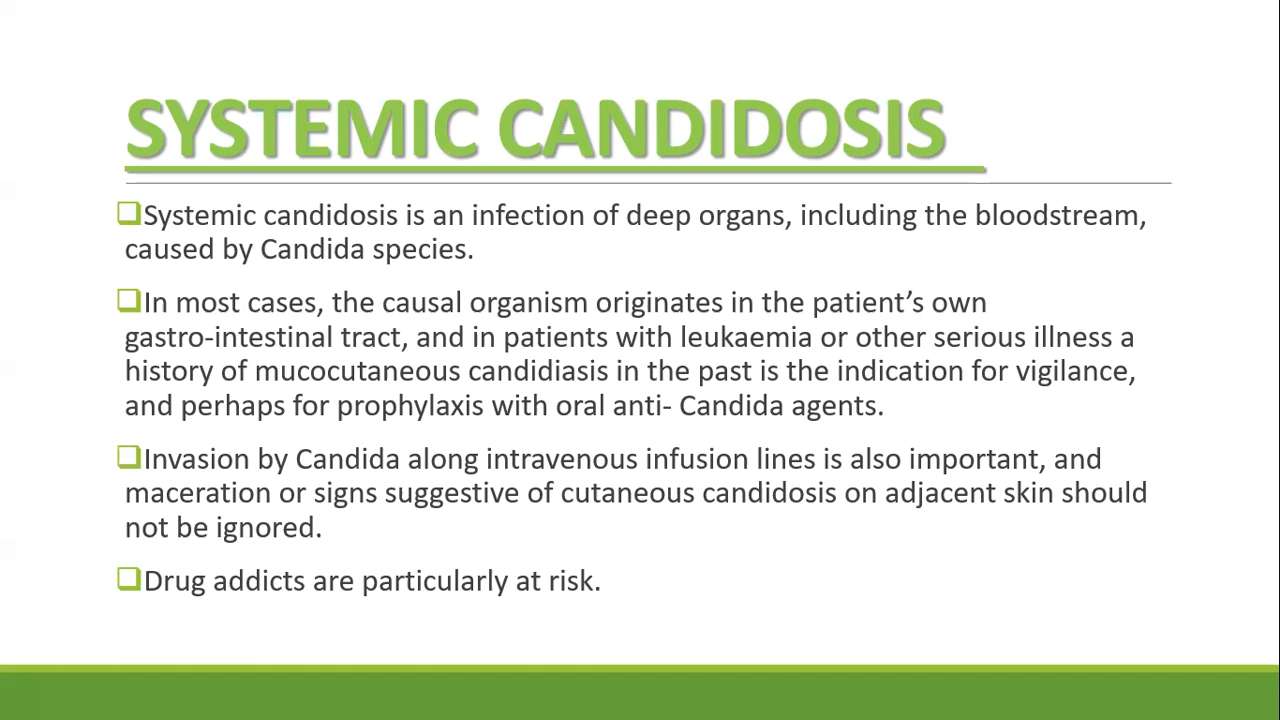 SYSTEMIC CANDIDOSIS
❑Systemic candidosis is an infection of deep organs, including the bloodstream,
caused by Candida species.
❑In most cases, the causal organism originates in the patient’s own
gastro-intestinal tract, and in patients with leukaemia or other serious illness a
history of mucocutaneous candidiasis in the past is the indication for vigilance,
and perhaps for prophylaxis with oral anti- Candida agents.
❑Invasion by Candida along intravenous infusion lines is also important, and
maceration or signs suggestive of cutaneous candidosis on adjacent skin should
not be ignored.
❑Drug addicts are particularly at risk.